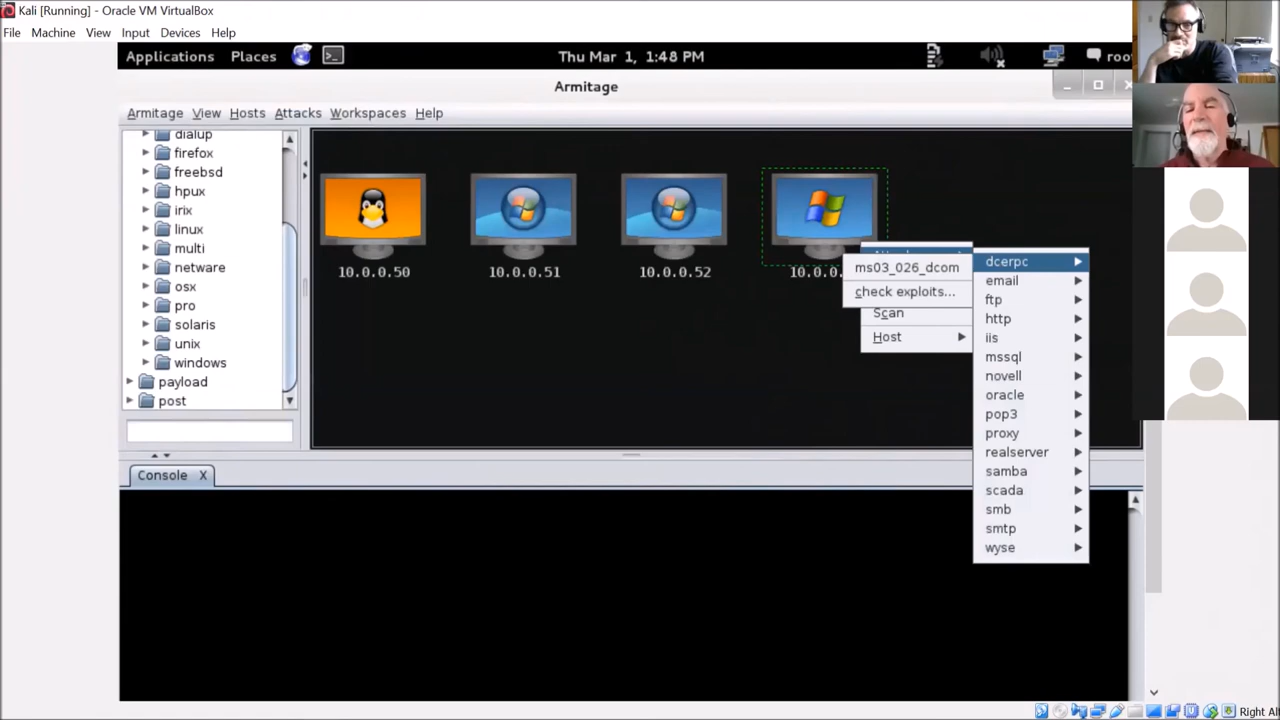 Kali [Running] - Oracle VM VirtualBox
File Machine View Input Devices Help
Applications Places Thu Mar 1, 1:48 PM
Armitage
Armitage View Hosts Attacks Workspaces Help
dialup
firefox
freebsd
hpux
irix
linux
multi
netware
osx
pro
solaris
unix
windows
payload
post
10.0.0.50 10.0.0.51 10.0.0.52
ms03_026_dcom
check exploits...
Scan
Host
dcerpc
email
ftp
http
iis
mssql
novell
oracle
pop3
proxy
realserver
samba
scada
smb
smtp
wyse
Console X